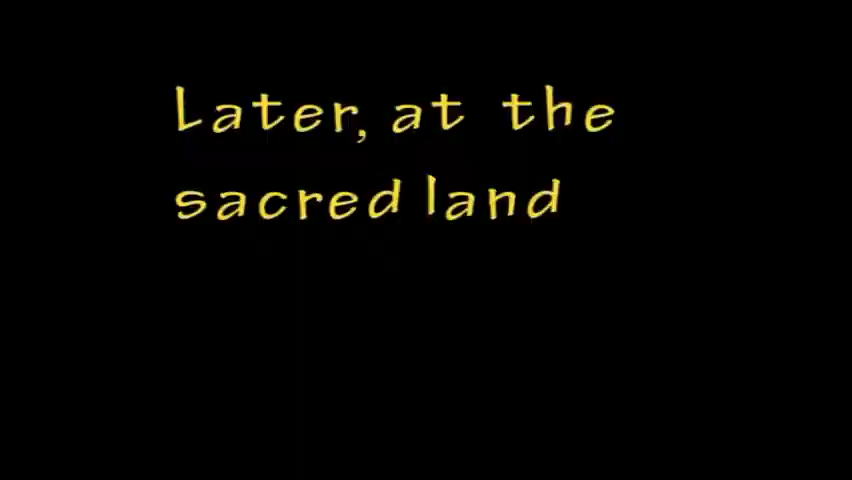 Later, at the
sacred land